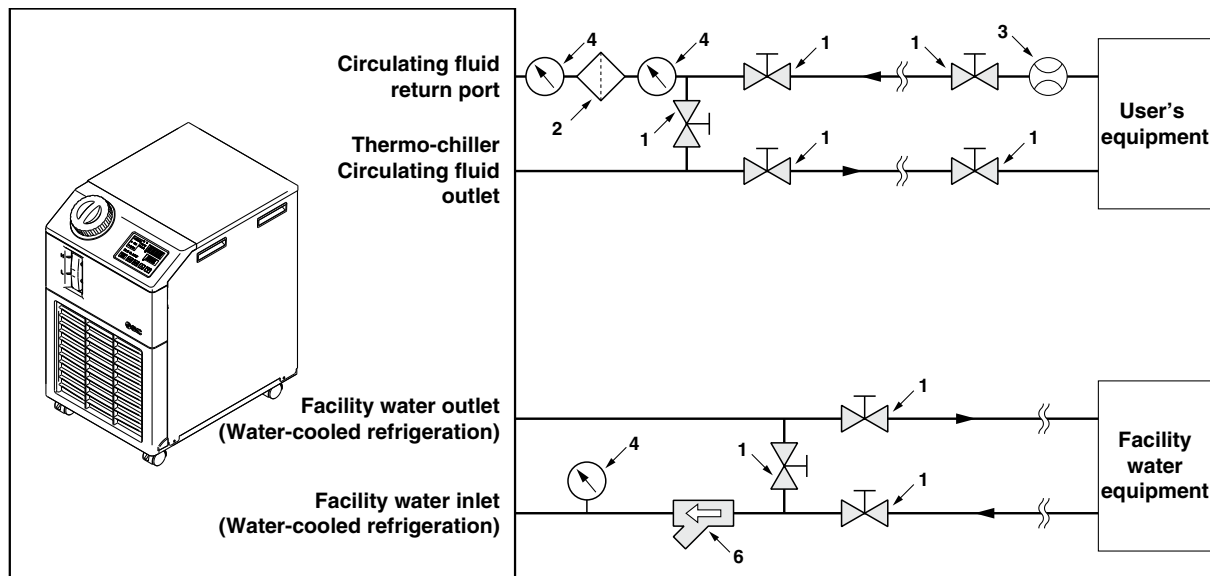 4
4
1
1
3
Circulating fluid
return port
2
1
User's
equipment
Thermo-chiller
Circulating fluid
outlet
1
1
Facility water outlet
(Water-cooled refrigeration)
1
4
1
1
Facility
water
equipment
Facility water inlet
(Water-cooled refrigeration)
6